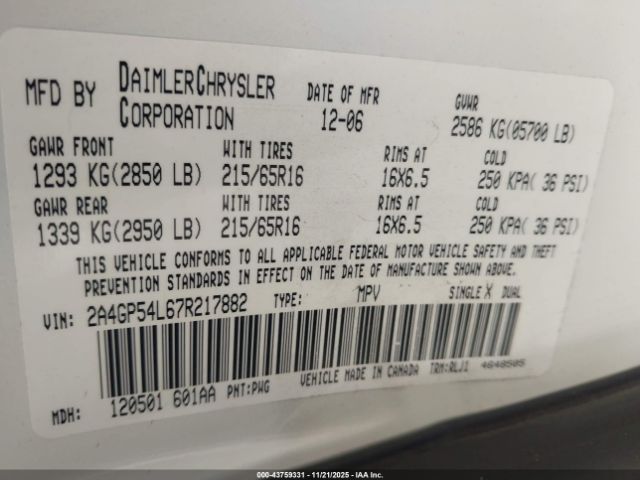 MFD BY DAIMLERCHRYSLER CORPORATION DATE OF MFR 12-06 GVWR 2586 KG(05700 LB)
GAWR FRONT WITH TIRES RIMS AT COLD
1293 KG(2850 LB) 215/65R16 16X6.5 250 KPA( 36 PSI)
GAWR REAR WITH TIRES RIMS AT COLD
1339 KG(2950 LB) 215/65R16 16X6.5 250 KPA( 36 PSI)
THIS VEHICLE CONFORMS TO ALL APPLICABLE FEDERAL MOTOR VEHICLE SAFETY AND THEFT
PREVENTION STANDARDS IN EFFECT ON THE DATE OF MANUFACTURE SHOWN ABOVE.
VIN: 2A4GP54L67R217882 TYPE: MPV SINGLE X DUAL
MDH: 120501 601AA PNT:PWG VEHICLE MADE IN CANADA TRM:RLJ1 4648505
000-43759331 - 11/21/2025 - IAA Inc.